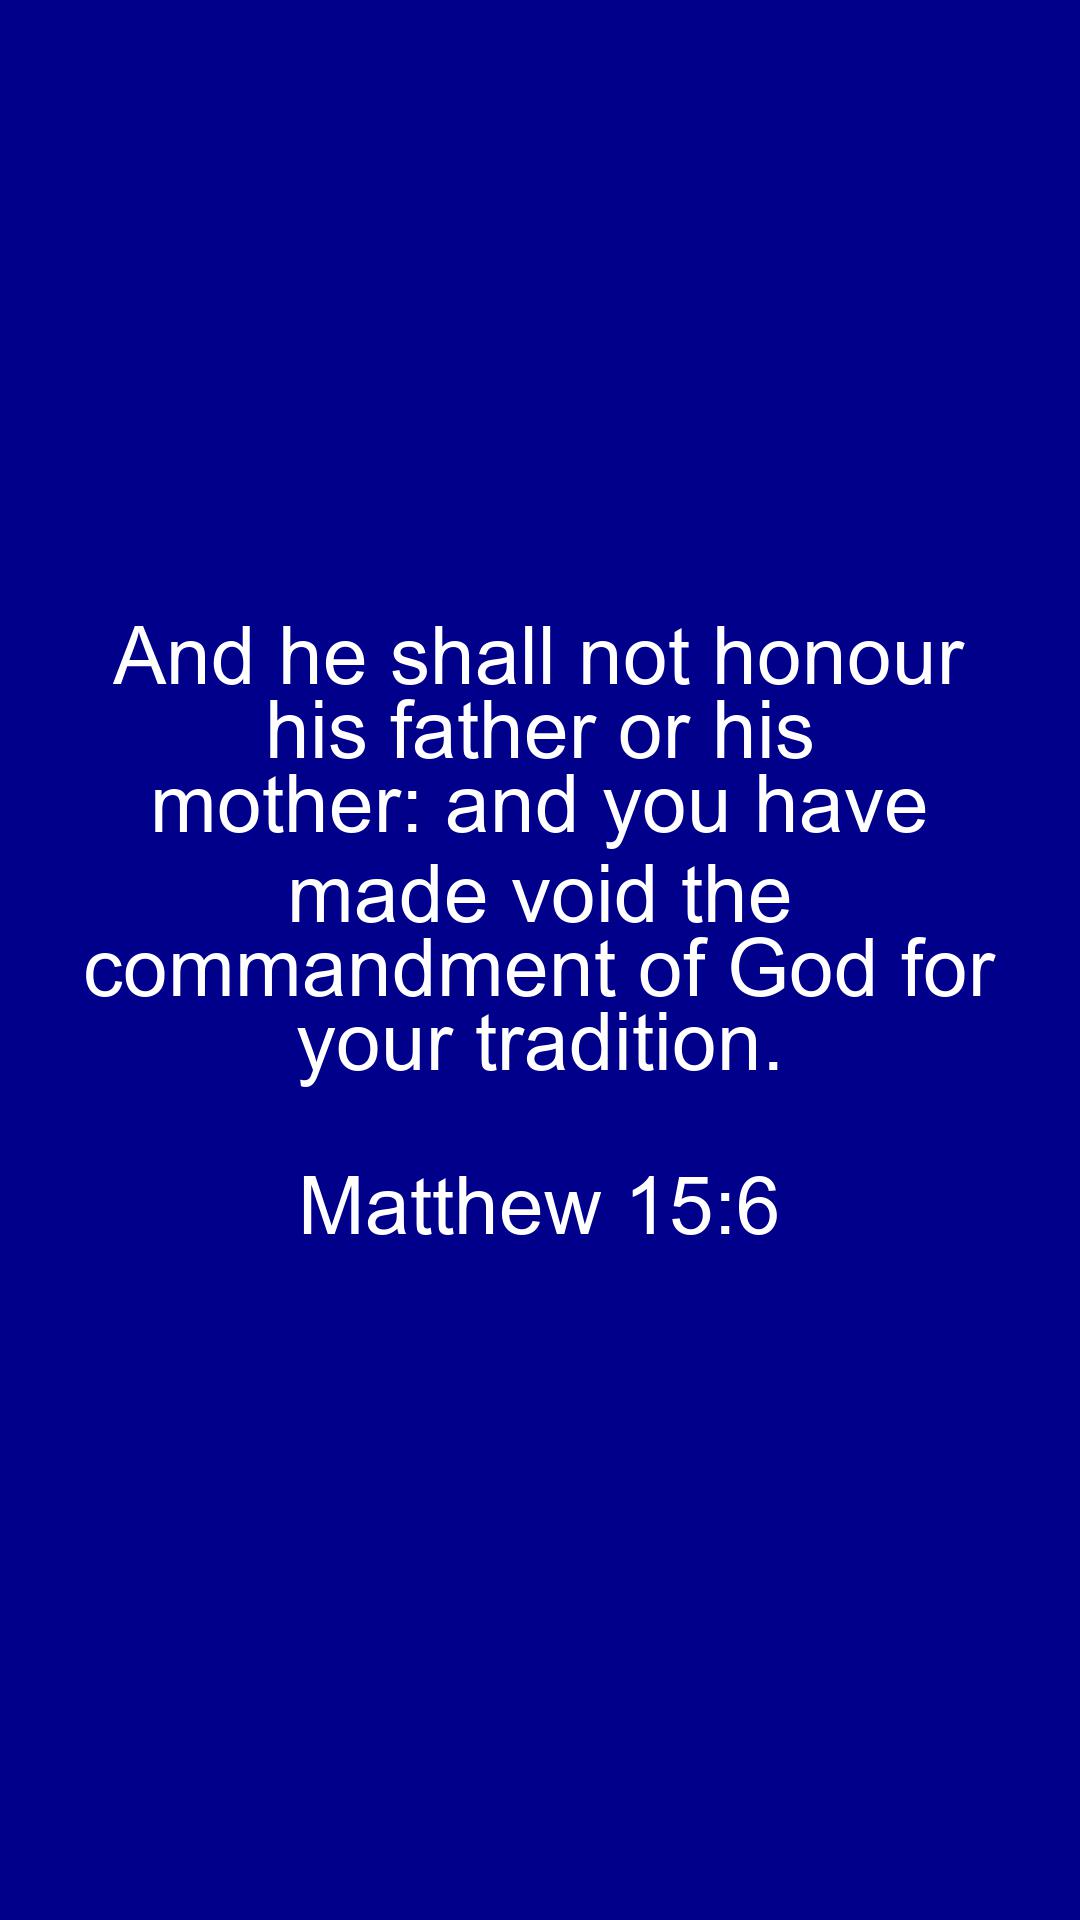 And he shall not honour
his father or his
mother: and you have
made void the
commandment of God for
your tradition.
Matthew 15:6